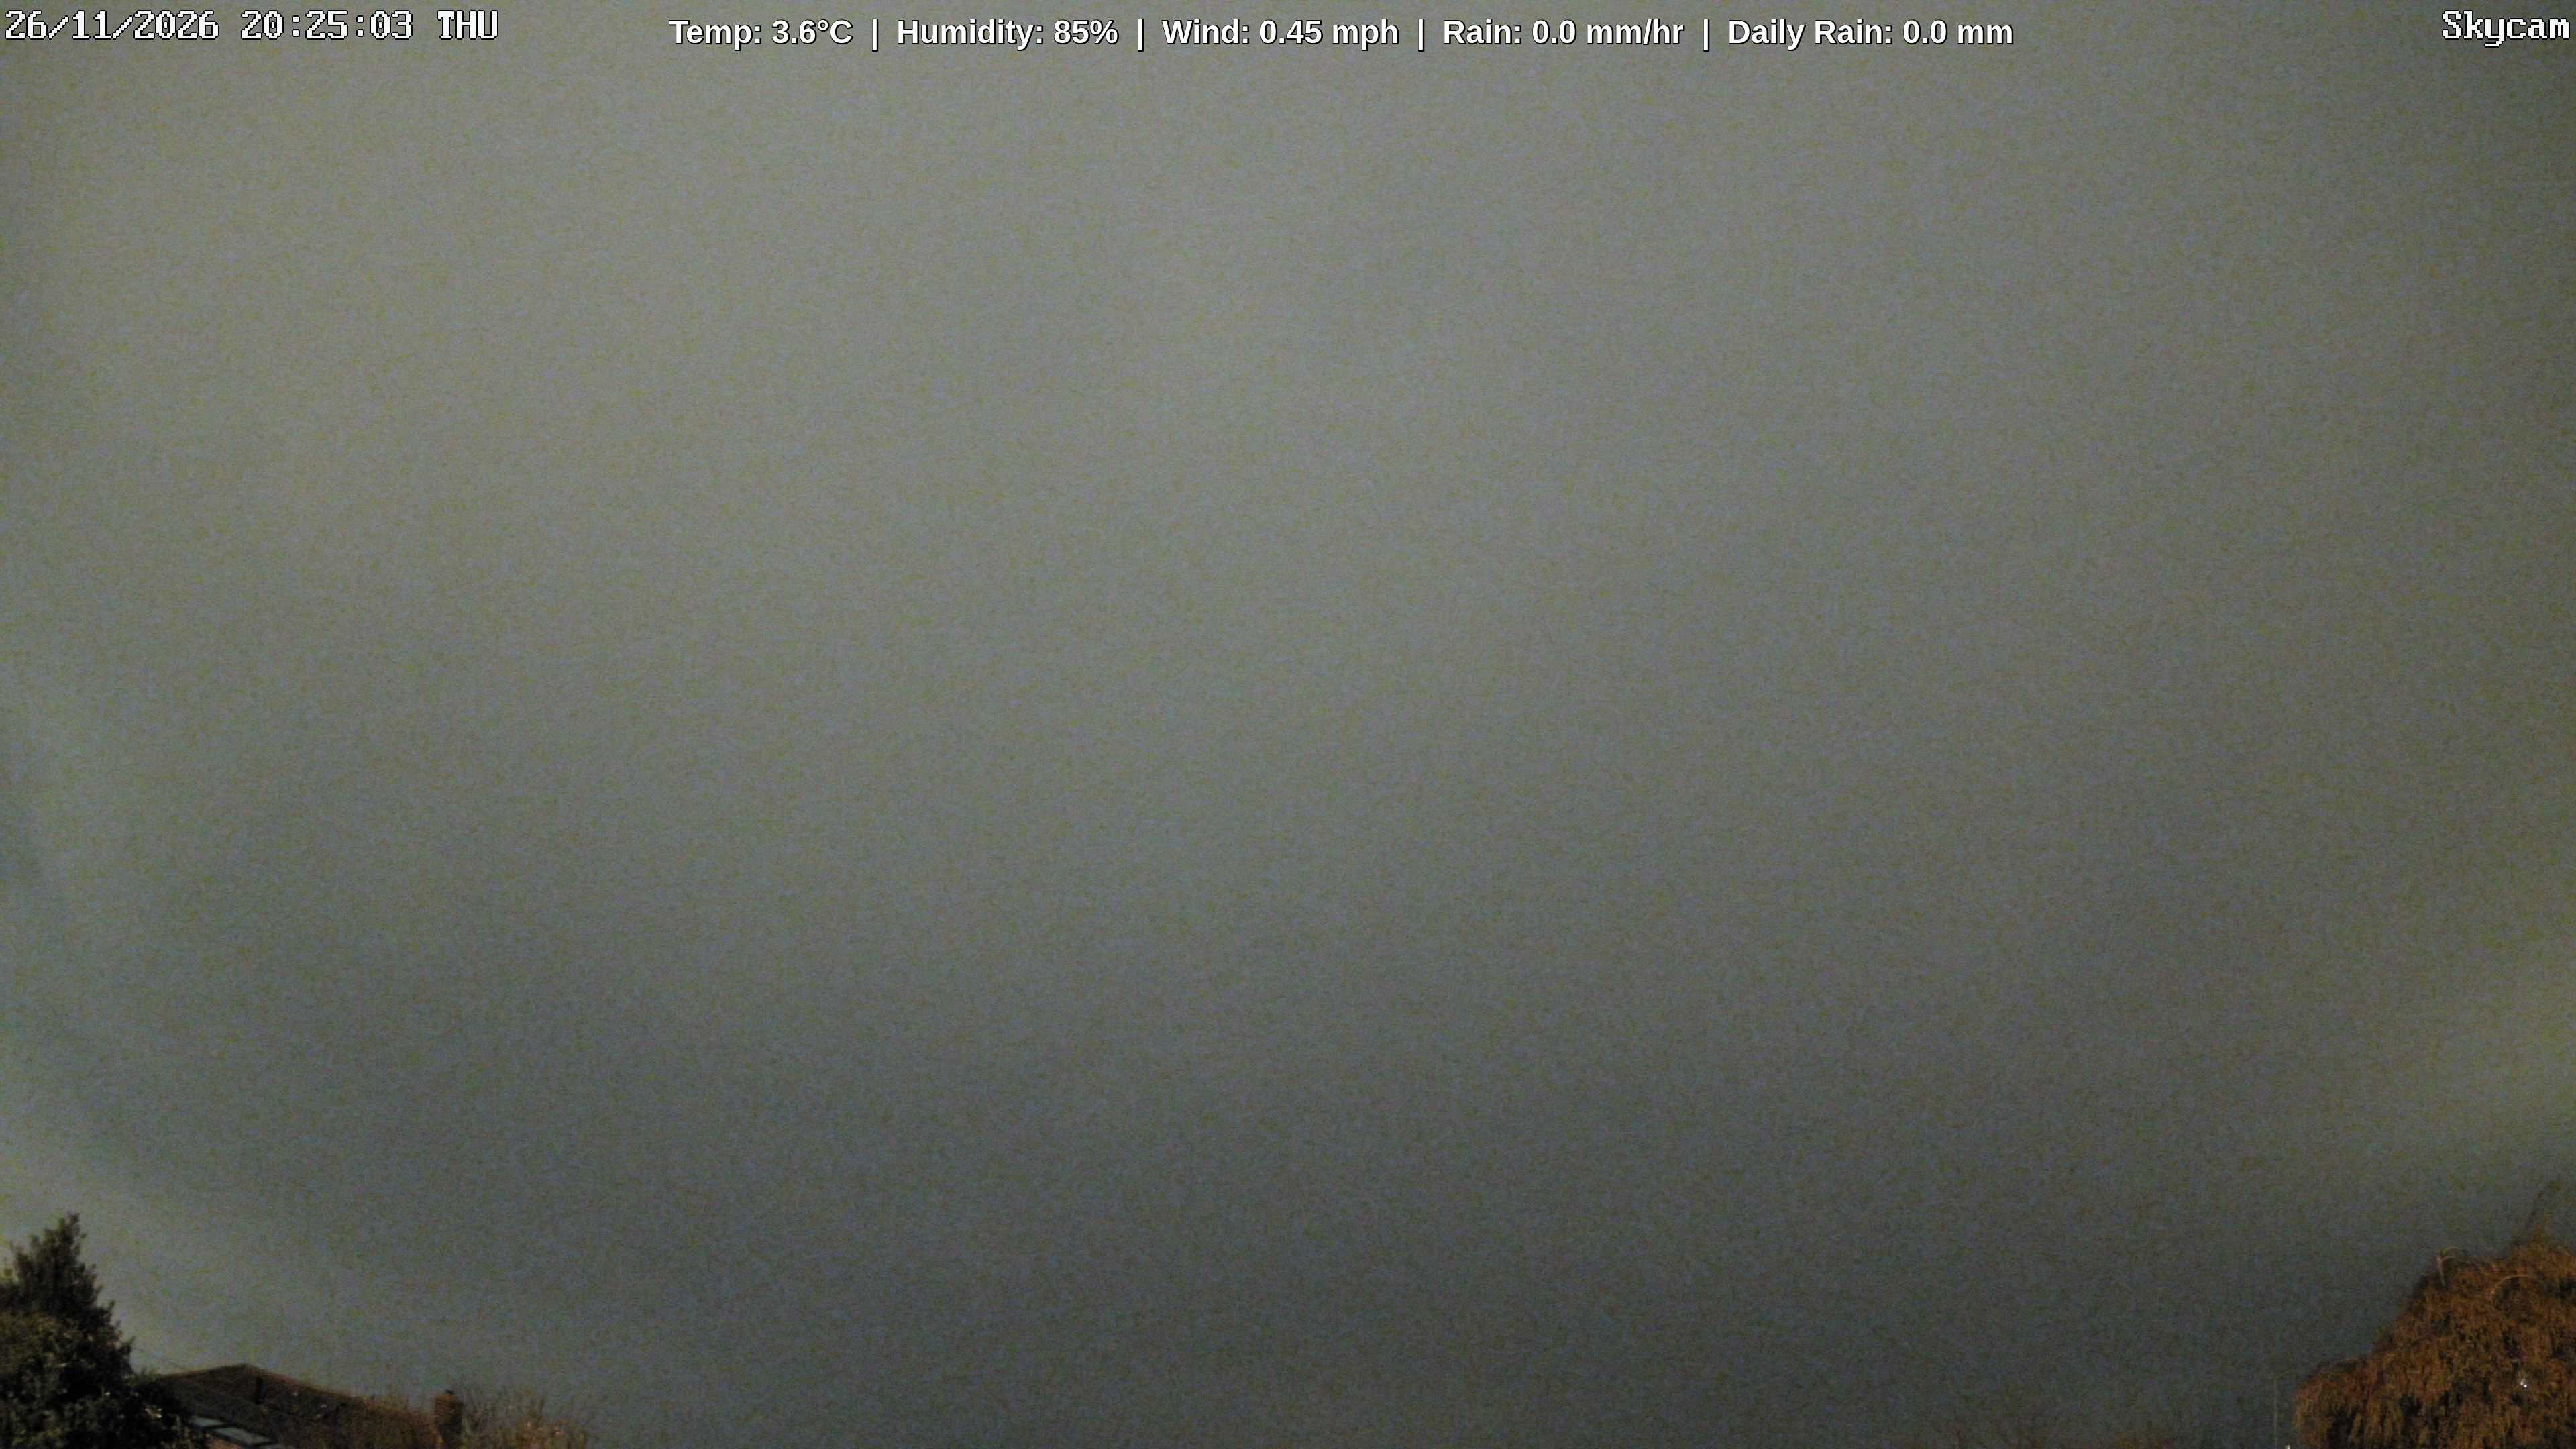 26/11/2026 20:25:03 THU
Temp: 3.6°C | Humidity: 85% | Wind: 0.45 mph | Rain: 0.0 mm/hr | Daily Rain: 0.0 mm
Skycam